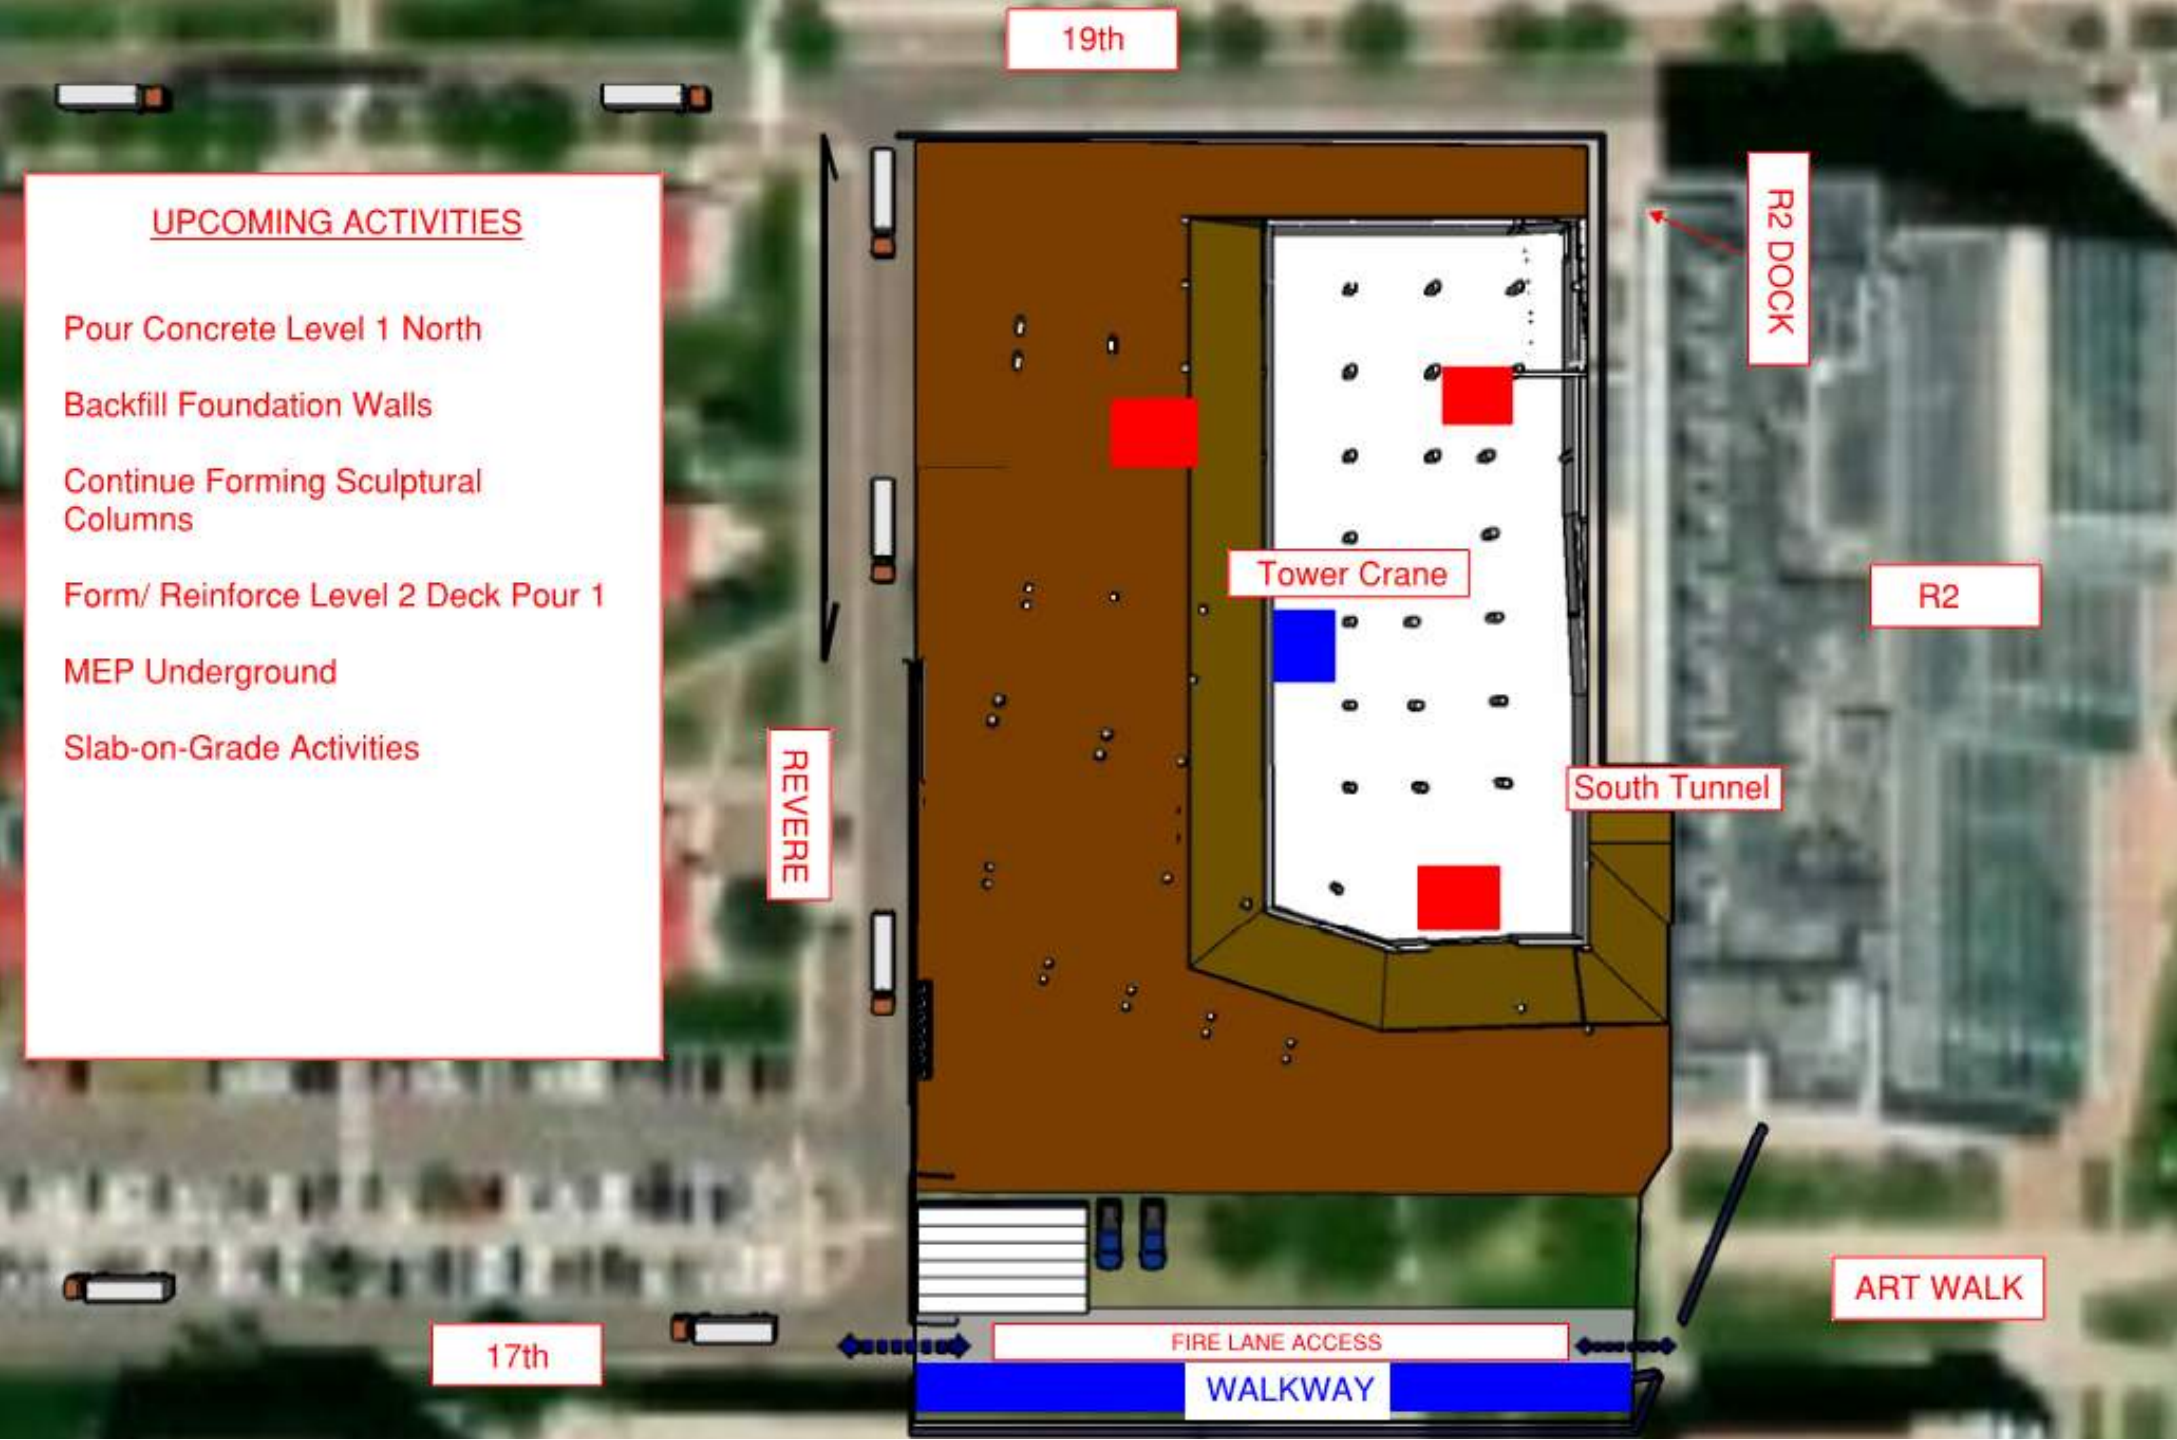 19th
UPCOMING ACTIVITIES
Pour Concrete Level 1 North
Backfill Foundation Walls
Continue Forming Sculptural
Columns
Form/ Reinforce Level 2 Deck Pour 1
MEP Underground
Slab-on-Grade Activities
R2 DOCK
Tower Crane
R2
REVERE
South Tunnel
ART WALK
17th
FIRE LANE ACCESS
WALKWAY